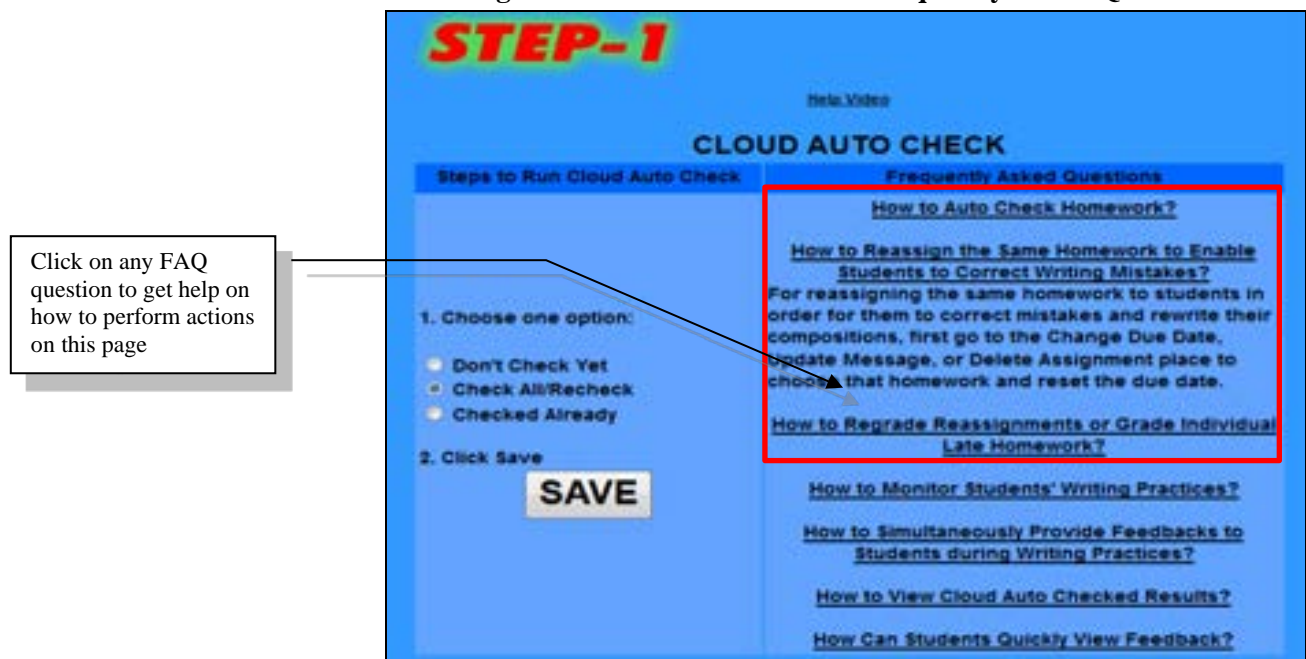 STEP-1
Help Video
CLOUD AUTO CHECK
Steps to Run Cloud Auto Check
Frequently Asked Questions
Click on any FAQ
question to get help on
how to perform actions
on this page
1. Choose one option:
Don't Check Yet
Check All/Recheck
Checked Already
2. Click Save
SAVE
How to Auto Check Homework?
How to Reassign the Same Homework to Enable
Students to Correct Writing Mistakes?
For reassigning the same homework to students in
order for them to correct mistakes and rewrite their
compositions, first go to the Change Due Date,
Update Message, or Delete Assignment place to
choose that homework and reset the due date.
How to Regrade Reassignments or Grade Individual
Late Homework?
How to Monitor Students' Writing Practices?
How to Simultaneously Provide Feedbacks to
Students during Writing Practices?
How to View Cloud Auto Checked Results?
How Can Students Quickly View Feedback?